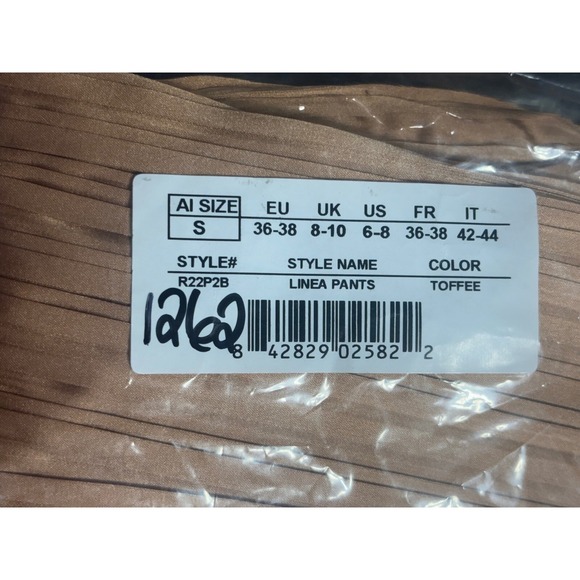 AI SIZE EU UK US FR IT
S 36-38 8-10 6-8 36-38 42-44
STYLE# STYLE NAME COLOR
R22P2B LINEA PANTS TOFFEE
1262
8 42829 02582 2